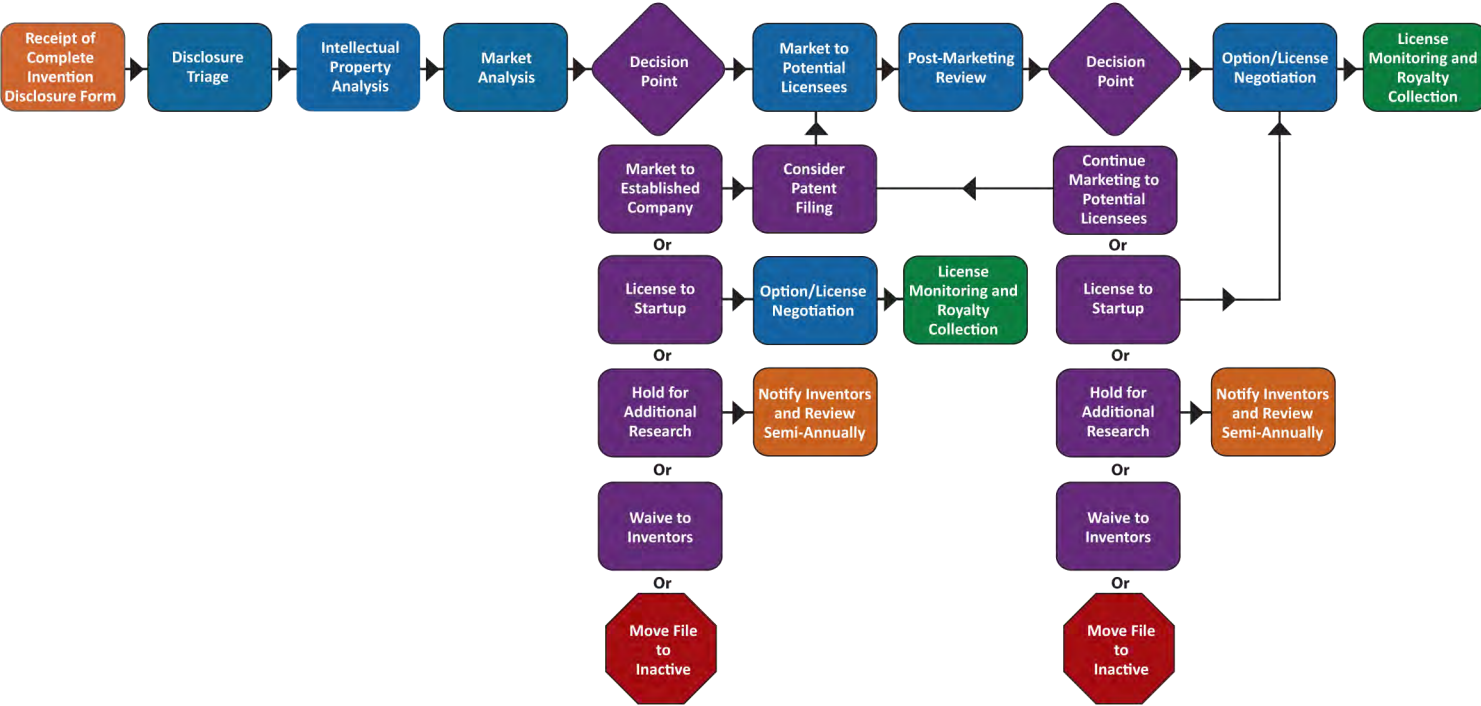 Receipt of
Complete
Invention
Disclosure Form
Disclosure
Triage
Intellectual
Property
Analysis
Market
Analysis
Decision
Point
Market to
Potential
Licensees
Post-Marketing
Review
Decision
Point
Option/License
Negotiation
License
Monitoring and
Royalty
Collection
Market to
Established
Company
Consider
Patent
Filing
Continue
Marketing to
Potential
Licensees
Or
Or
License to
Startup
Option/License
Negotiation
License
Monitoring and
Royalty
Collection
License to
Startup
Or
Or
Hold for
Additional
Research
Notify Inventors
and Review
Semi-Annually
Hold for
Additional
Research
Notify Inventors
and Review
Semi-Annually
Or
Or
Waive to
Inventors
Waive to
Inventors
Or
Or
Move File
to
Inactive
Move File
to
Inactive